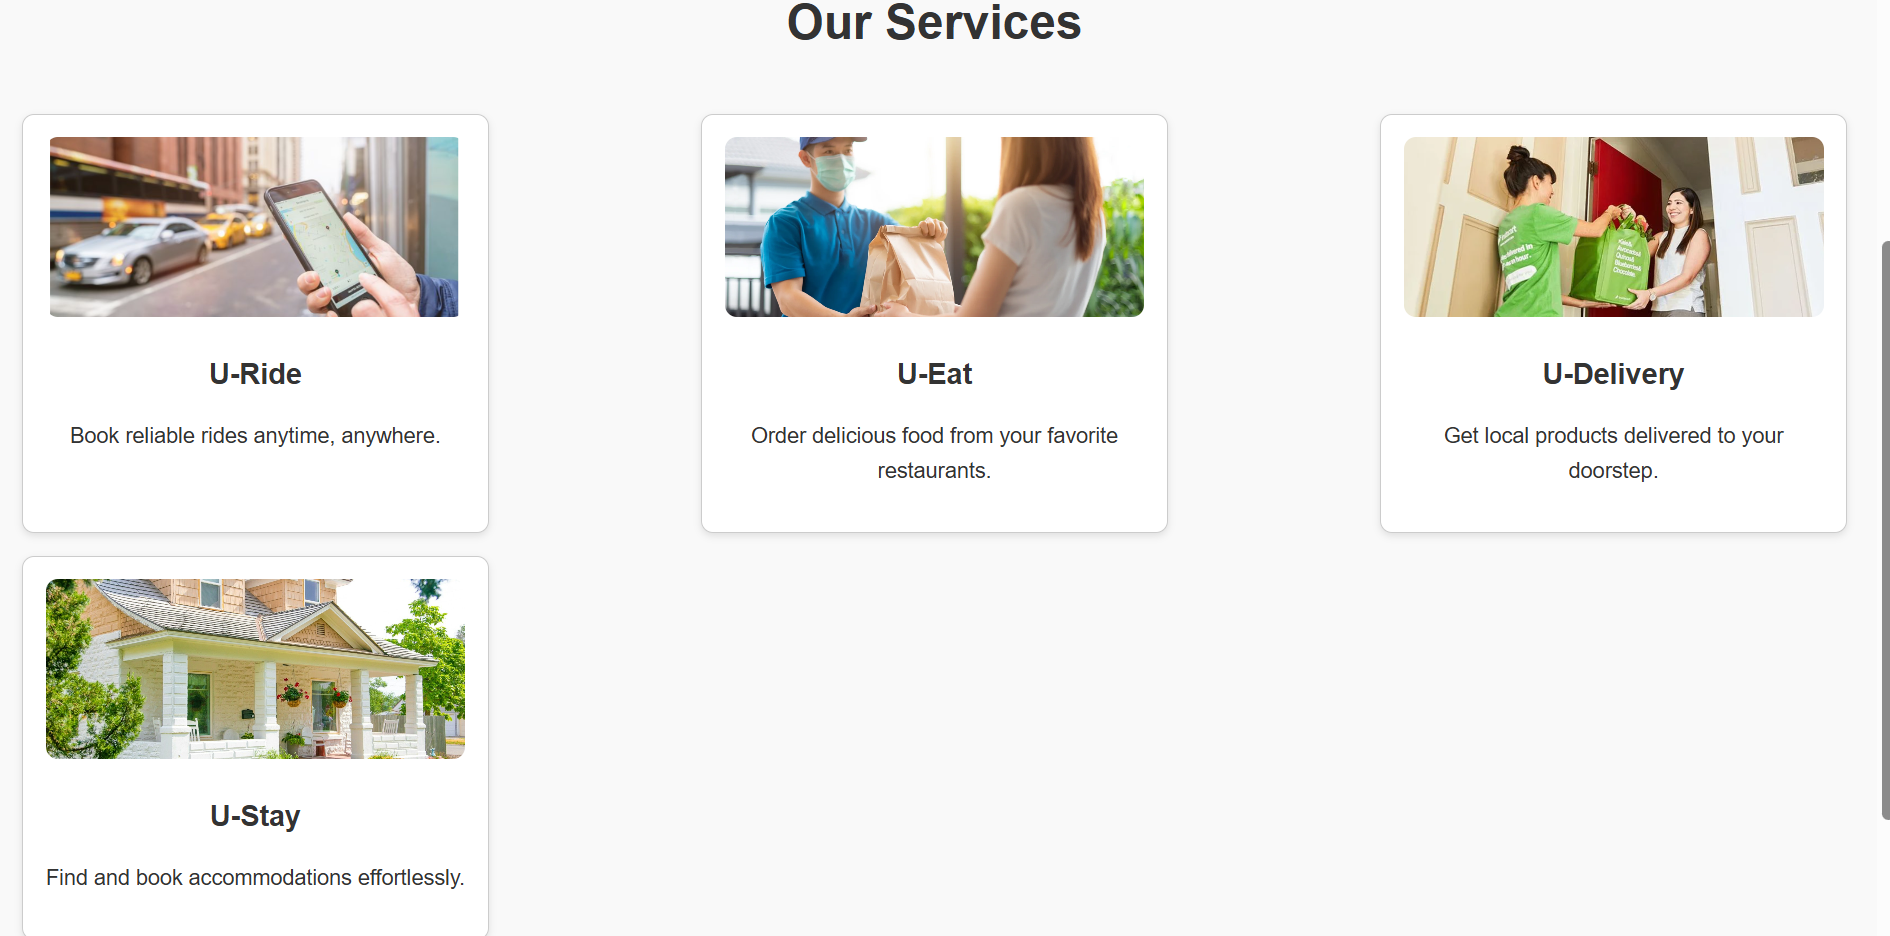 Our Services
U-Ride
Book reliable rides anytime, anywhere.
U-Eat
Order delicious food from your favorite
restaurants.
U-Delivery
Get local products delivered to your
doorstep.
U-Stay
Find and book accommodations effortlessly.